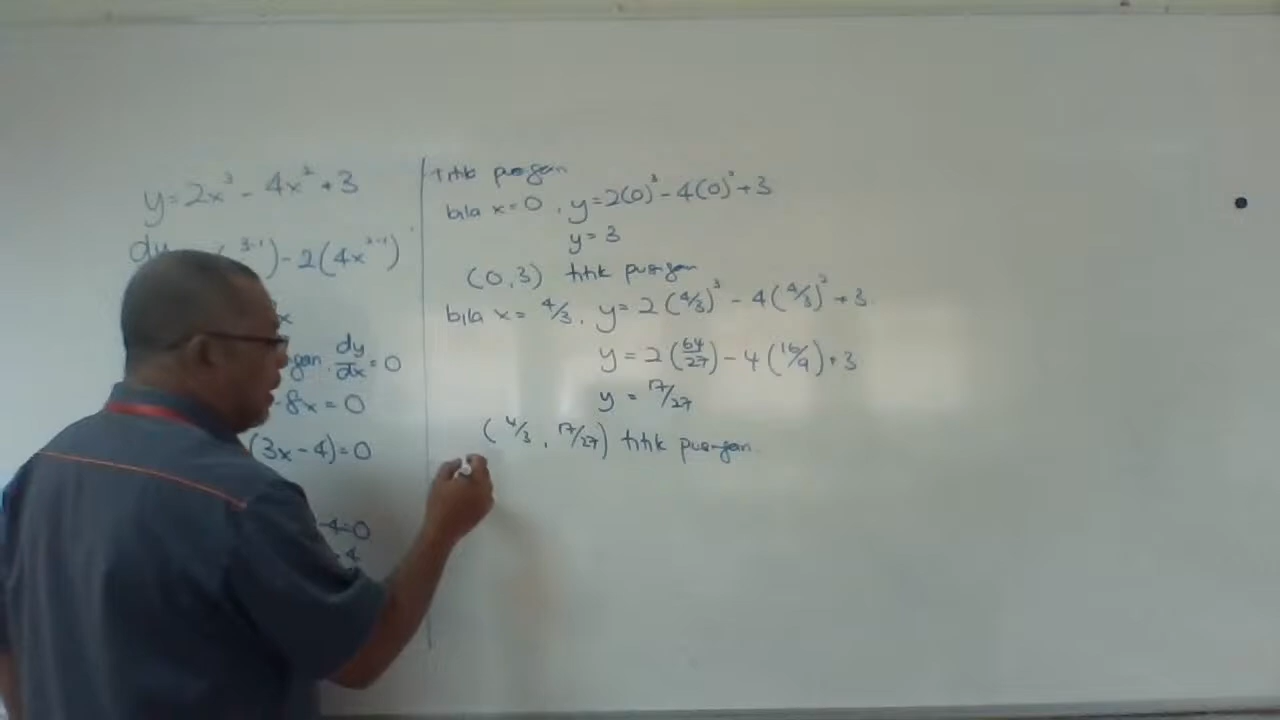 y = 2x³ - 4x² + 3
dy 3-1) - 2(4x²⁻¹)
x
gan. dy/dx = 0
-8x = 0
(3x - 4) = 0
-4 = 0
4
titik pusingan
bila x = 0, y = 2(0)³ - 4(0)² + 3
y = 3
(0, 3) titik pusingan
bila x = 4/3, y = 2(4/3)³ - 4(4/3)² + 3
y = 2(64/27) - 4(16/9) + 3
y = 17/27
(4/3, 17/27) titik pusingan